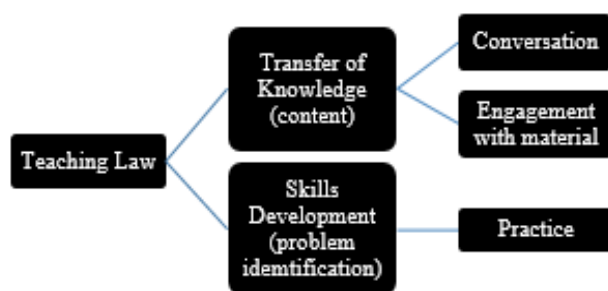 Teaching Law
Transfer of
Knowledge
(content)
Conversation
Engagement
with material
Skills
Development
(problem
idemtification)
Practice